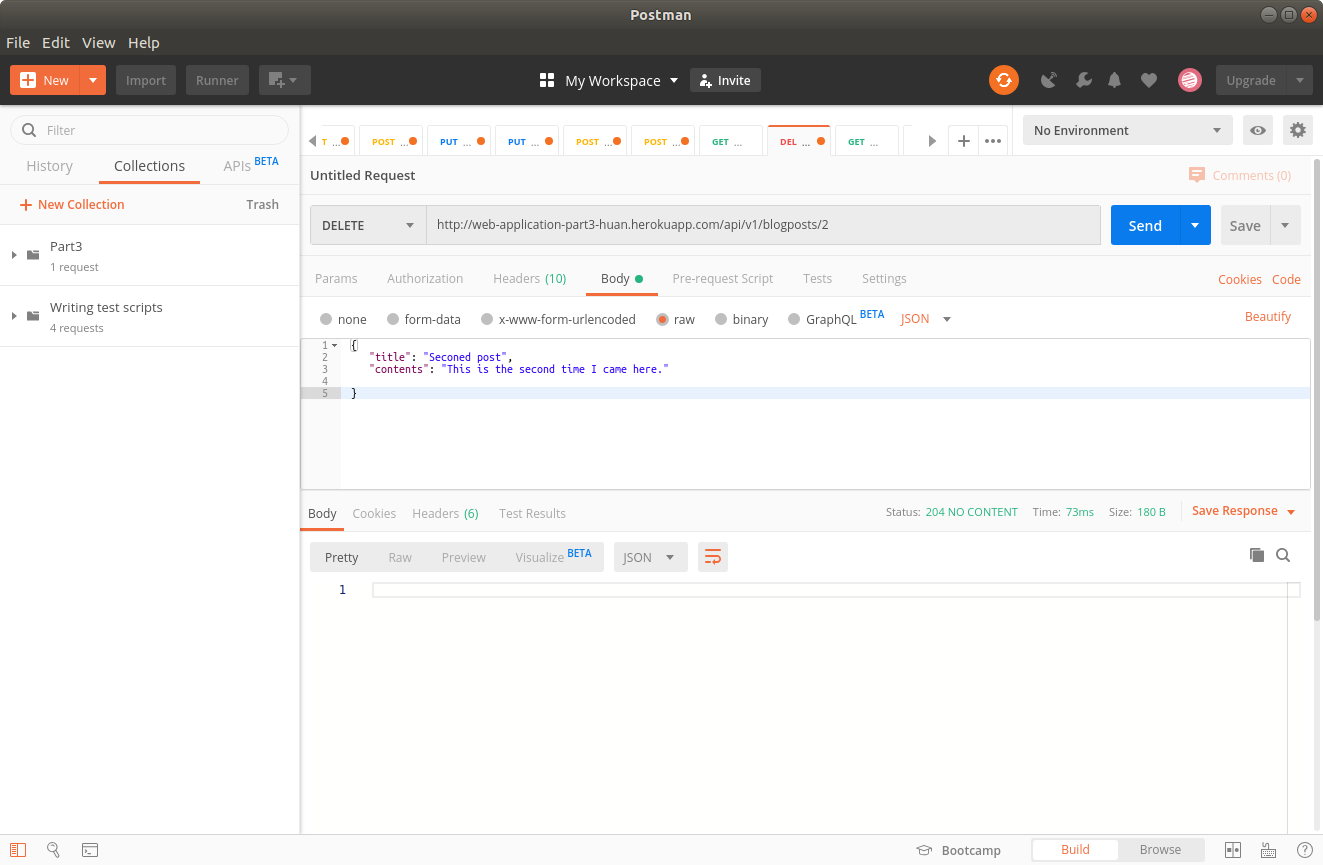 Postman
File Edit View Help
New Import Runner My Workspace Invite Upgrade
Filter
History Collections APIs BETA
New Collection Trash
Part3
1 request
Writing test scripts
4 requests
T ... POST ... PUT ... PUT ... POST ... POST ... GET ... DEL ... GET ... No Environment
Untitled Request Comments (0)
DELETE http://web-application-part3-huan.herokuapp.com/api/v1/blogposts/2 Send Save
Params Authorization Headers (10) Body Pre-request Script Tests Settings Cookies Code
none form-data x-www-form-urlencoded raw binary GraphQL BETA JSON Beautify
1 {
2 "title": "Seconed post",
3 "contents": "This is the second time I came here."
4
5 }
Body Cookies Headers (6) Test Results Status: 204 NO CONTENT Time: 73ms Size: 180 B Save Response
Pretty Raw Preview Visualize BETA JSON
1
Bootcamp Build Browse